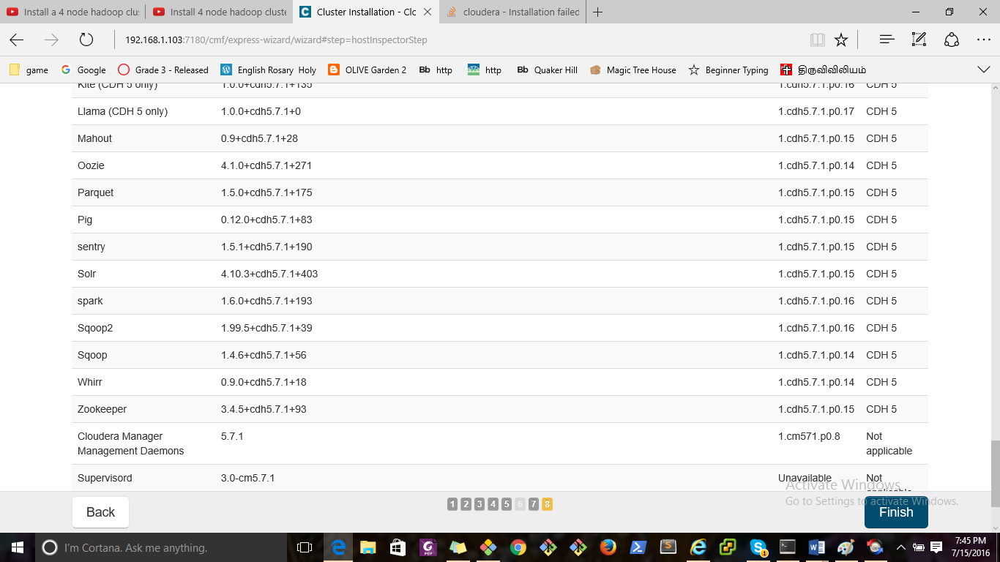 Install a 4 node hadoop clu
Install 4 node hadoop cluste
Cluster Installation - Clo
cloudera - Installation failed
192.168.1.103:7180/cmf/express-wizard/wizard#step=hostInspectorStep
game
Google
Grade 3 - Released
English Rosary Holy
OLIVE Garden 2
Bb http
http
Bb Quaker Hill
Magic Tree House
Beginner Typing
திருவிவிலியம்
Kite (CDH 5 only) 1.0.0+cdh5.7.1+135 1.cdh5.7.1.p0.16 CDH 5
Llama (CDH 5 only) 1.0.0+cdh5.7.1+0 1.cdh5.7.1.p0.17 CDH 5
Mahout 0.9+cdh5.7.1+28 1.cdh5.7.1.p0.15 CDH 5
Oozie 4.1.0+cdh5.7.1+271 1.cdh5.7.1.p0.14 CDH 5
Parquet 1.5.0+cdh5.7.1+175 1.cdh5.7.1.p0.15 CDH 5
Pig 0.12.0+cdh5.7.1+83 1.cdh5.7.1.p0.15 CDH 5
sentry 1.5.1+cdh5.7.1+190 1.cdh5.7.1.p0.15 CDH 5
Solr 4.10.3+cdh5.7.1+403 1.cdh5.7.1.p0.15 CDH 5
spark 1.6.0+cdh5.7.1+193 1.cdh5.7.1.p0.16 CDH 5
Sqoop2 1.99.5+cdh5.7.1+39 1.cdh5.7.1.p0.16 CDH 5
Sqoop 1.4.6+cdh5.7.1+56 1.cdh5.7.1.p0.14 CDH 5
Whirr 0.9.0+cdh5.7.1+18 1.cdh5.7.1.p0.14 CDH 5
Zookeeper 3.4.5+cdh5.7.1+93 1.cdh5.7.1.p0.15 CDH 5
Cloudera Manager 5.7.1 1.cm571.p0.8 Not
Management Daemons applicable
Supervisord 3.0-cm5.7.1 Unavailable Not
applicable
Activate Windows
Go to Settings to activate Windows.
Back
1 2 3 4 5 6 7 8
Finish
I'm Cortana. Ask me anything.
7:45 PM
7/15/2016